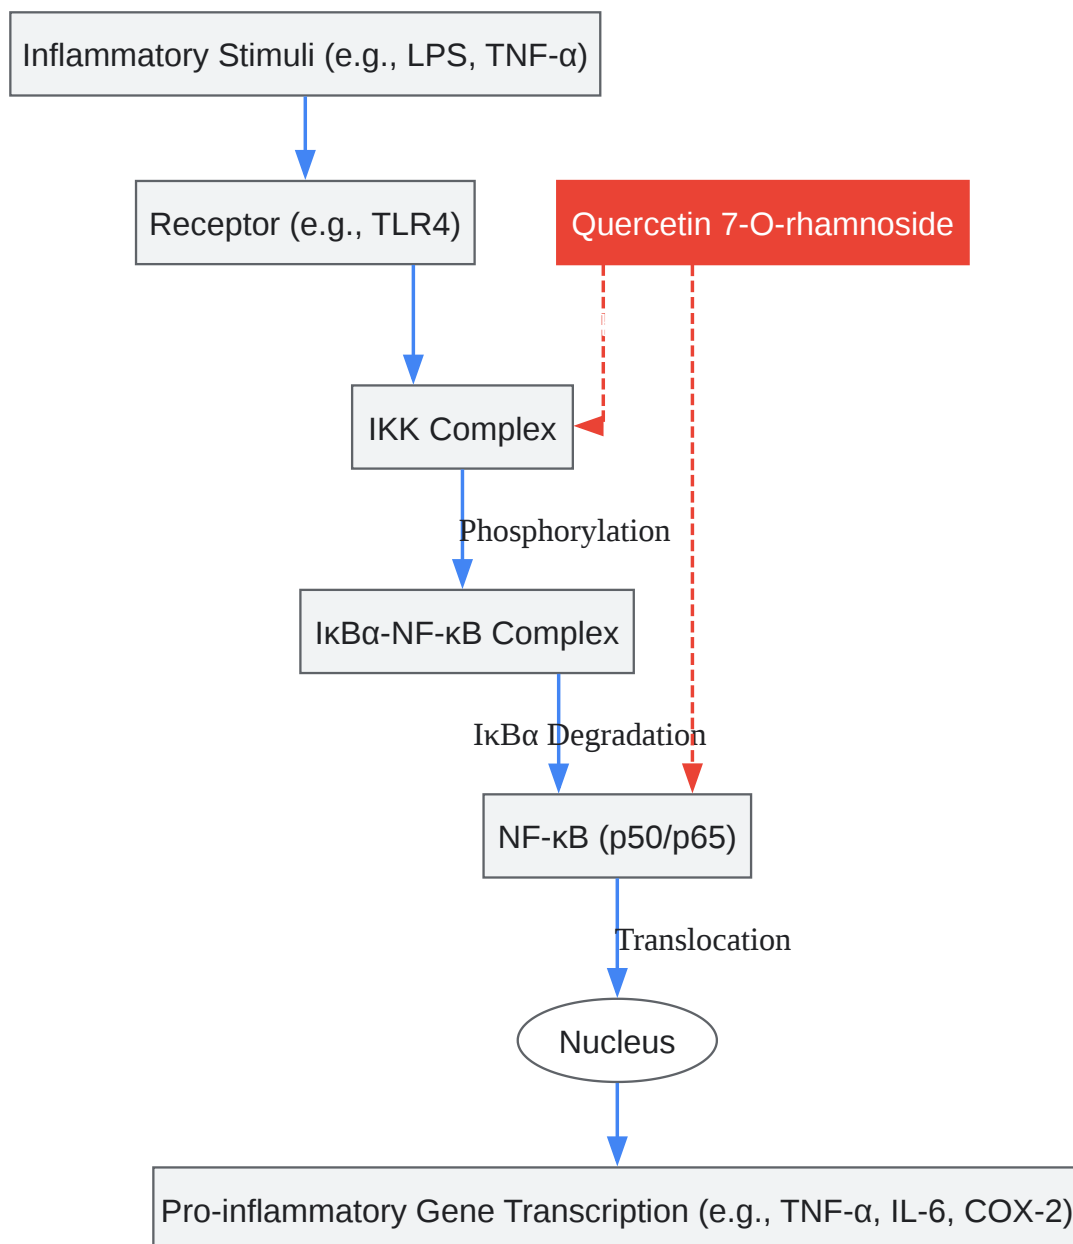 Inflammatory Stimuli (e.g., LPS, TNF-α)
Receptor (e.g., TLR4)
Quercetin 7-O-rhamnoside
IKK Complex
Phosphorylation
IκBα-NF-κB Complex
IκBα Degradation
NF-κB (p50/p65)
Translocation
Nucleus
Pro-inflammatory Gene Transcription (e.g., TNF-α, IL-6, COX-2)